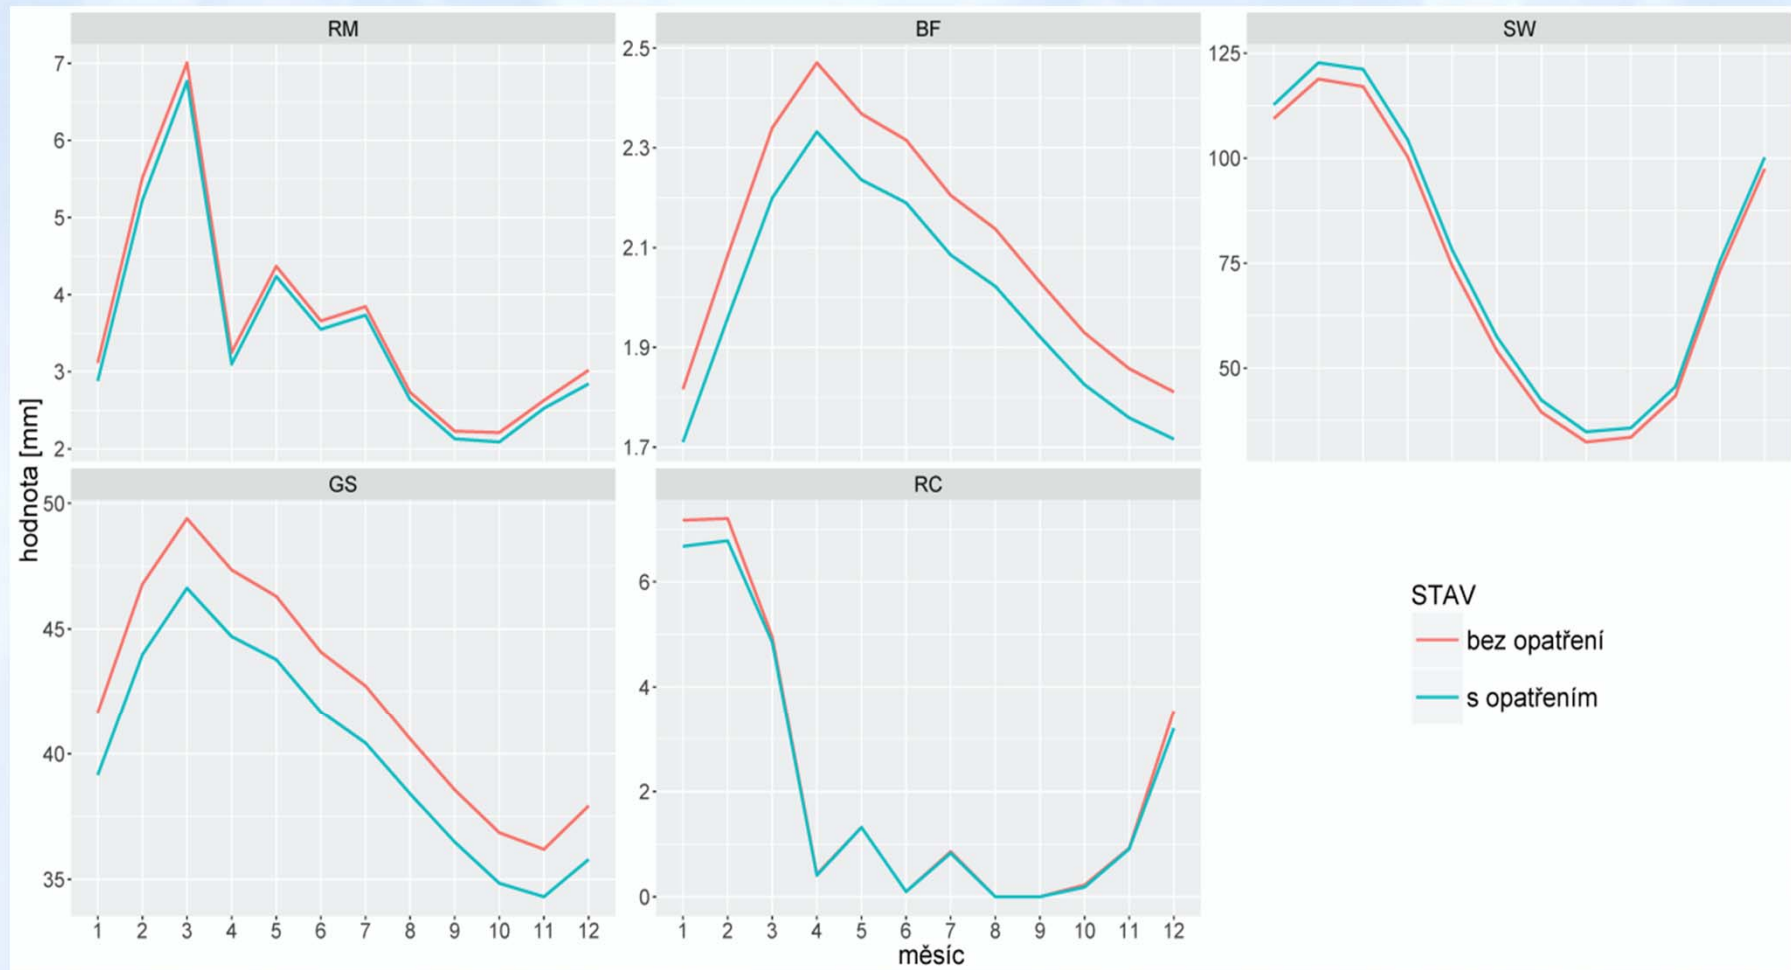 RM
BF
SW
7
6
5
4
3
2
2.5
2.3
2.1
1.9
1.7
125
100
75
50
hodnota [mm]
GS
RC
50
45
40
35
6
4
2
0
1 2 3 4 5 6 7 8 9 10 11 12
1 2 3 4 5 6 7 8 9 10 11 12
měsíc
STAV
bez opatření
s opatřením